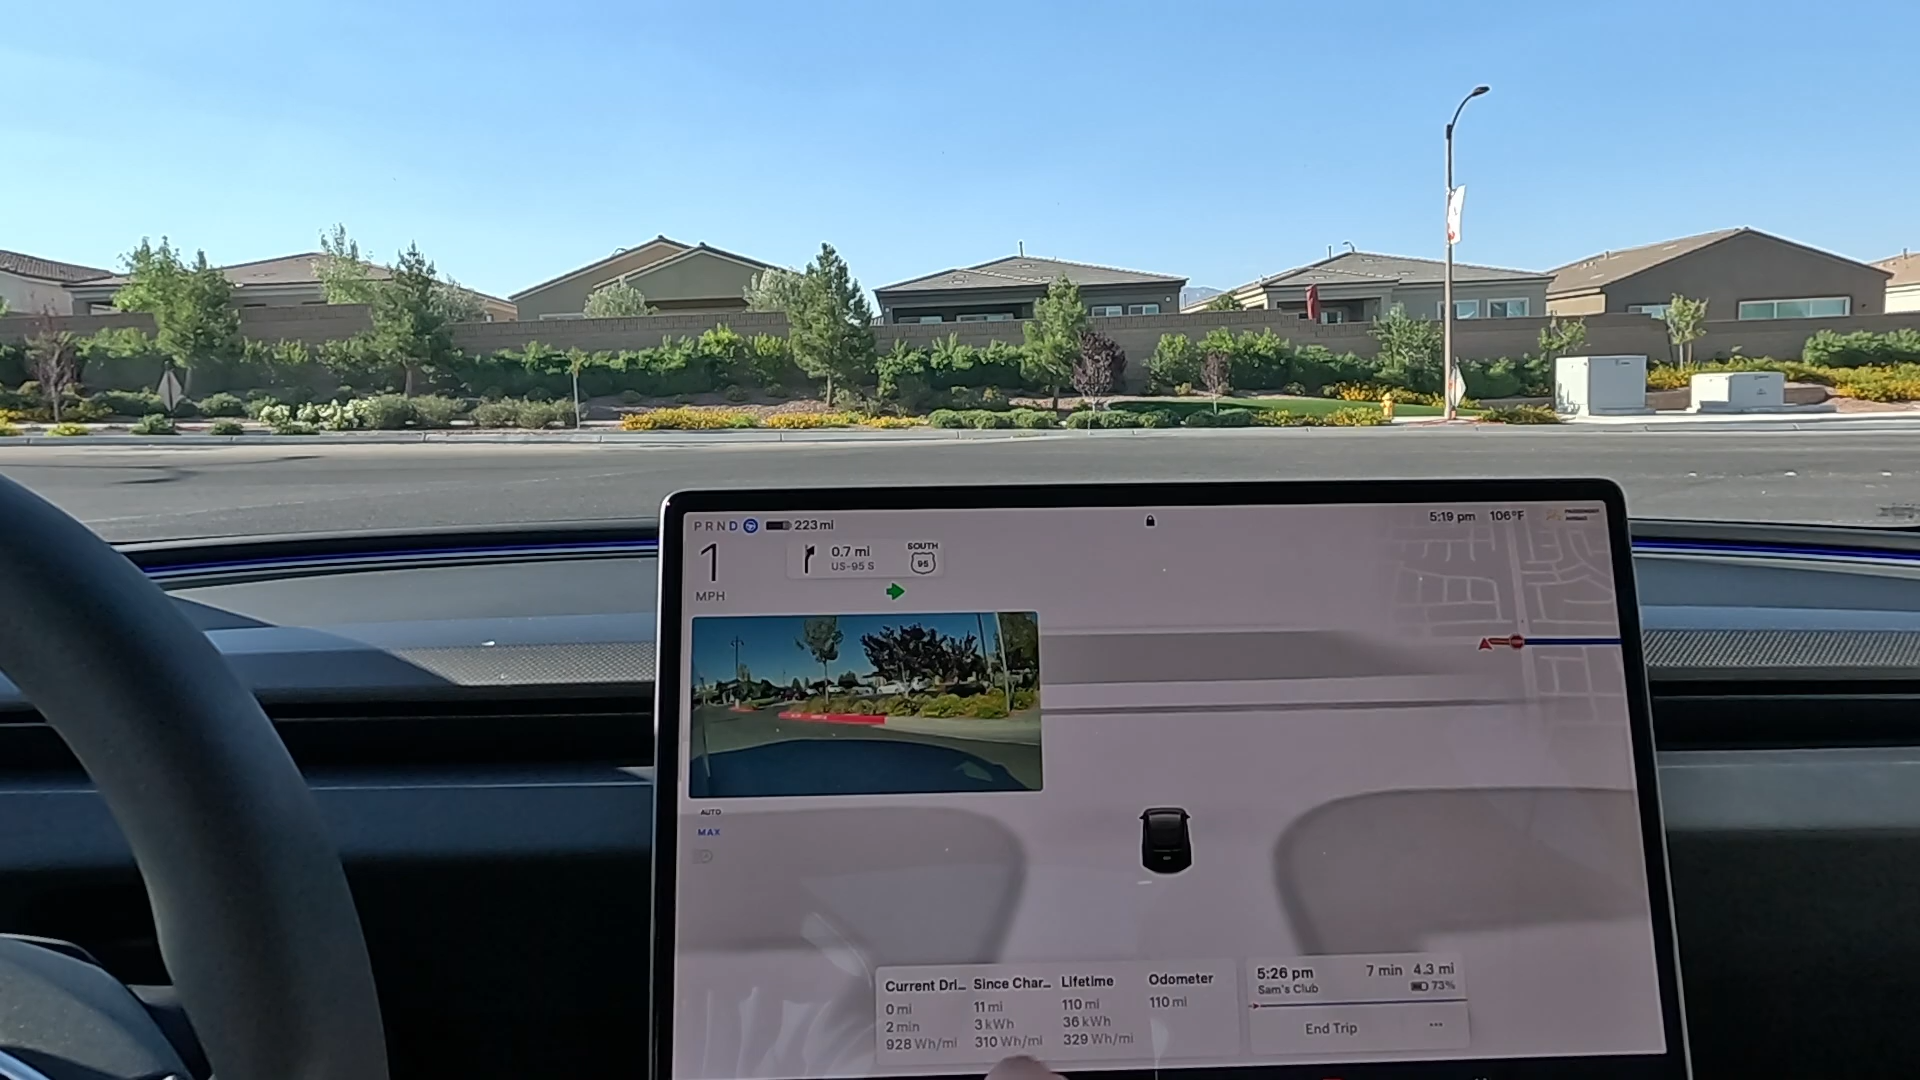 PRND 223 mi
5:19 pm 106°F
PASSENGER
AIRBAG
1
MPH
0.7 mi
US-95 S
SOUTH
95
AUTO
MAX
Current Dri... Since Char... Lifetime Odometer
0 mi 11 mi 110 mi 110 mi
2 min 3 kWh 36 kWh
928 Wh/mi 310 Wh/mi 329 Wh/mi
5:26 pm 7 min 4.3 mi
Sam's Club 73%
End Trip ...